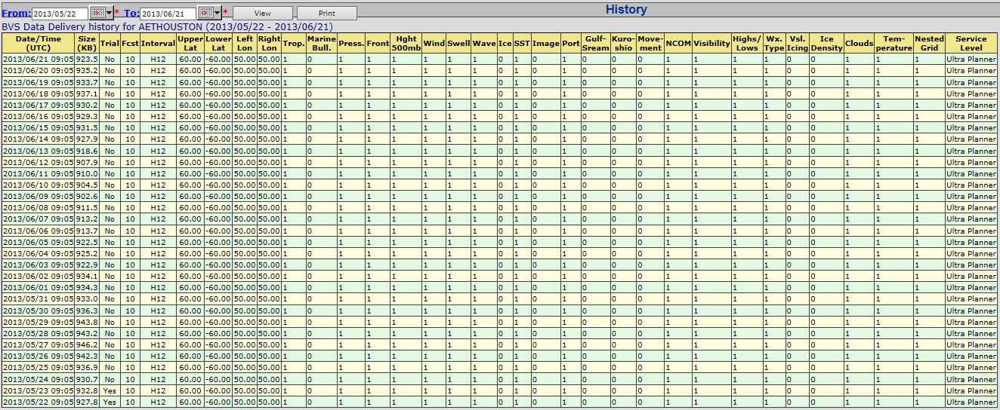 History
From: 2013/05/22 * To: 2013/06/21 * View Print
BVS Data Delivery history for AETHOUSTON (2013/05/22 - 2013/06/21)
Date/Time Size Trial Fcst Interval Upper Lower Left Right Trop. Marine Press. Front Hght Wind Swell Wave Ice SST Image Port Gulf- Kuro- Move- NCOM Visibility Highs/ Wx. Vsl. Ice Clouds Tem- Nested Service
(UTC) (KB) Lat Lat Lon Lon Bull. 500mb Sream shio ment Lows Type Icing Density perature Grid Level
2013/06/21 09:05 923.5 No 10 H12 60.00 -60.00 50.00 50.00 1 0 1 1 1 1 1 1 0 1 0 1 0 0 0 1 1 1 1 0 0 1 1 1 Ultra Planner
2013/06/20 09:05 935.2 No 10 H12 60.00 -60.00 50.00 50.00 1 0 1 1 1 1 1 1 0 1 0 1 0 0 0 1 1 1 1 0 0 1 1 1 Ultra Planner
2013/06/19 09:05 933.7 No 10 H12 60.00 -60.00 50.00 50.00 1 0 1 1 1 1 1 1 0 1 0 1 0 0 0 1 1 1 1 0 0 1 1 1 Ultra Planner
2013/06/18 09:05 937.1 No 10 H12 60.00 -60.00 50.00 50.00 1 0 1 1 1 1 1 1 0 1 0 1 0 0 0 1 1 1 1 0 0 1 1 1 Ultra Planner
2013/06/17 09:05 930.2 No 10 H12 60.00 -60.00 50.00 50.00 1 0 1 1 1 1 1 1 0 1 0 1 0 0 0 1 1 1 1 0 0 1 1 1 Ultra Planner
2013/06/16 09:05 929.3 No 10 H12 60.00 -60.00 50.00 50.00 1 0 1 1 1 1 1 1 0 1 0 1 0 0 0 1 1 1 1 0 0 1 1 1 Ultra Planner
2013/06/15 09:05 931.5 No 10 H12 60.00 -60.00 50.00 50.00 1 0 1 1 1 1 1 1 0 1 0 1 0 0 0 1 1 1 1 0 0 1 1 1 Ultra Planner
2013/06/14 09:05 927.9 No 10 H12 60.00 -60.00 50.00 50.00 1 0 1 1 1 1 1 1 0 1 0 1 0 0 0 1 1 1 1 0 0 1 1 1 Ultra Planner
2013/06/13 09:05 918.6 No 10 H12 60.00 -60.00 50.00 50.00 1 0 1 1 1 1 1 1 0 1 0 1 0 0 0 1 1 1 1 0 0 1 1 1 Ultra Planner
2013/06/12 09:05 907.9 No 10 H12 60.00 -60.00 50.00 50.00 1 0 1 1 1 1 1 1 0 1 0 1 0 0 0 1 1 1 1 0 0 1 1 1 Ultra Planner
2013/06/11 09:05 910.0 No 10 H12 60.00 -60.00 50.00 50.00 1 0 1 1 1 1 1 1 0 1 0 1 0 0 0 1 1 1 1 0 0 1 1 1 Ultra Planner
2013/06/10 09:05 904.5 No 10 H12 60.00 -60.00 50.00 50.00 1 0 1 1 1 1 1 1 0 1 0 1 0 0 0 1 1 1 1 0 0 1 1 1 Ultra Planner
2013/06/09 09:05 902.6 No 10 H12 60.00 -60.00 50.00 50.00 1 0 1 1 1 1 1 1 0 1 0 1 0 0 0 1 1 1 1 0 0 1 1 1 Ultra Planner
2013/06/08 09:05 911.5 No 10 H12 60.00 -60.00 50.00 50.00 1 0 1 1 1 1 1 1 0 1 0 1 0 0 0 1 1 1 1 0 0 1 1 1 Ultra Planner
2013/06/07 09:05 913.2 No 10 H12 60.00 -60.00 50.00 50.00 1 0 1 1 1 1 1 1 0 1 0 1 0 0 0 1 1 1 1 0 0 1 1 1 Ultra Planner
2013/06/06 09:05 913.7 No 10 H12 60.00 -60.00 50.00 50.00 1 0 1 1 1 1 1 1 0 1 0 1 0 0 0 1 1 1 1 0 0 1 1 1 Ultra Planner
2013/06/05 09:05 922.5 No 10 H12 60.00 -60.00 50.00 50.00 1 0 1 1 1 1 1 1 0 1 0 1 0 0 0 1 1 1 1 0 0 1 1 1 Ultra Planner
2013/06/04 09:05 925.2 No 10 H12 60.00 -60.00 50.00 50.00 1 0 1 1 1 1 1 1 0 1 0 1 0 0 0 1 1 1 1 0 0 1 1 1 Ultra Planner
2013/06/03 09:05 922.9 No 10 H12 60.00 -60.00 50.00 50.00 1 0 1 1 1 1 1 1 0 1 0 1 0 0 0 1 1 1 1 0 0 1 1 1 Ultra Planner
2013/06/02 09:05 934.1 No 10 H12 60.00 -60.00 50.00 50.00 1 0 1 1 1 1 1 1 0 1 0 1 0 0 0 1 1 1 1 0 0 1 1 1 Ultra Planner
2013/06/01 09:05 934.3 No 10 H12 60.00 -60.00 50.00 50.00 1 0 1 1 1 1 1 1 0 1 0 1 0 0 0 1 1 1 1 0 0 1 1 1 Ultra Planner
2013/05/31 09:05 933.0 No 10 H12 60.00 -60.00 50.00 50.00 1 0 1 1 1 1 1 1 0 1 0 1 0 0 0 1 1 1 1 0 0 1 1 1 Ultra Planner
2013/05/30 09:05 936.3 No 10 H12 60.00 -60.00 50.00 50.00 1 0 1 1 1 1 1 1 0 1 0 1 0 0 0 1 1 1 1 0 0 1 1 1 Ultra Planner
2013/05/29 09:05 943.8 No 10 H12 60.00 -60.00 50.00 50.00 1 0 1 1 1 1 1 1 0 1 0 1 0 0 0 1 1 1 1 0 0 1 1 1 Ultra Planner
2013/05/28 09:05 943.2 No 10 H12 60.00 -60.00 50.00 50.00 1 0 1 1 1 1 1 1 0 1 0 1 0 0 0 1 1 1 1 0 0 1 1 1 Ultra Planner
2013/05/27 09:05 946.2 No 10 H12 60.00 -60.00 50.00 50.00 1 0 1 1 1 1 1 1 0 1 0 1 0 0 0 1 1 1 1 0 0 1 1 1 Ultra Planner
2013/05/26 09:05 942.3 No 10 H12 60.00 -60.00 50.00 50.00 1 0 1 1 1 1 1 1 0 1 0 1 0 0 0 1 1 1 1 0 0 1 1 1 Ultra Planner
2013/05/25 09:05 936.9 No 10 H12 60.00 -60.00 50.00 50.00 1 0 1 1 1 1 1 1 0 1 0 1 0 0 0 1 1 1 1 0 0 1 1 1 Ultra Planner
2013/05/24 09:05 930.7 No 10 H12 60.00 -60.00 50.00 50.00 1 0 1 1 1 1 1 1 0 1 0 1 0 0 0 1 1 1 1 0 0 1 1 1 Ultra Planner
2013/05/23 09:05 932.8 Yes 10 H12 60.00 -60.00 50.00 50.00 1 0 1 1 1 1 1 1 0 1 0 1 0 0 0 1 1 1 1 0 0 1 1 1 Ultra Planner
2013/05/22 09:05 927.8 Yes 10 H12 60.00 -60.00 50.00 50.00 1 0 1 1 1 1 1 1 0 1 0 1 0 0 0 1 1 1 1 0 0 1 1 1 Ultra Planner